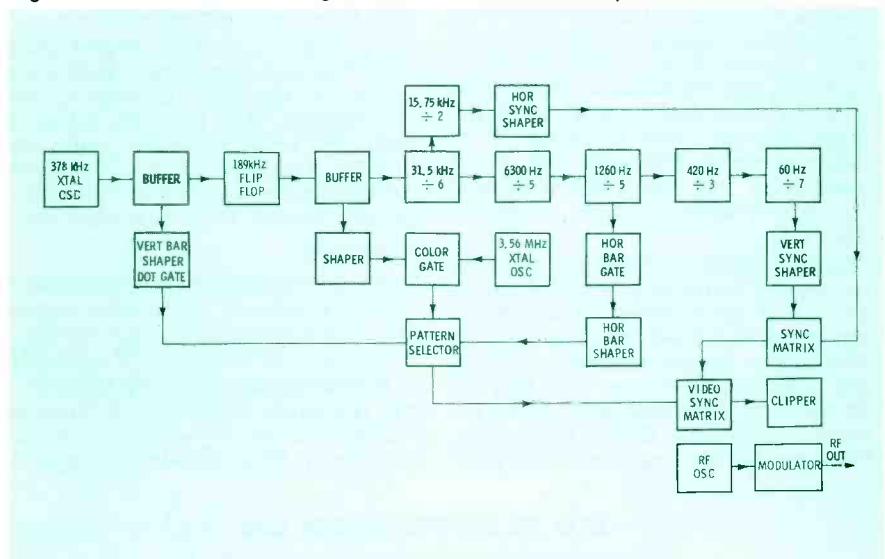 15,75 kHz
÷ 2
HOR
SYNC
SHAPER
378 kHz
XTAL
OSC
BUFFER
189kHz
FLIP
FLOP
BUFFER
31,5 kHz
÷ 6
6300 Hz
÷ 5
1260 Hz
÷ 5
420 Hz
÷ 3
60 Hz
÷ 7
VERT BAR
SHAPER
DOT GATE
SHAPER
COLOR
GATE
3,56 MHz
XTAL
OSC
HOR
BAR
GATE
VERT
SYNC
SHAPER
PATTERN
SELECTOR
HOR
BAR
SHAPER
SYNC
MATRIX
VIDEO
SYNC
MATRIX
CLIPPER
RF
OSC
MODULATOR
RF
OUT